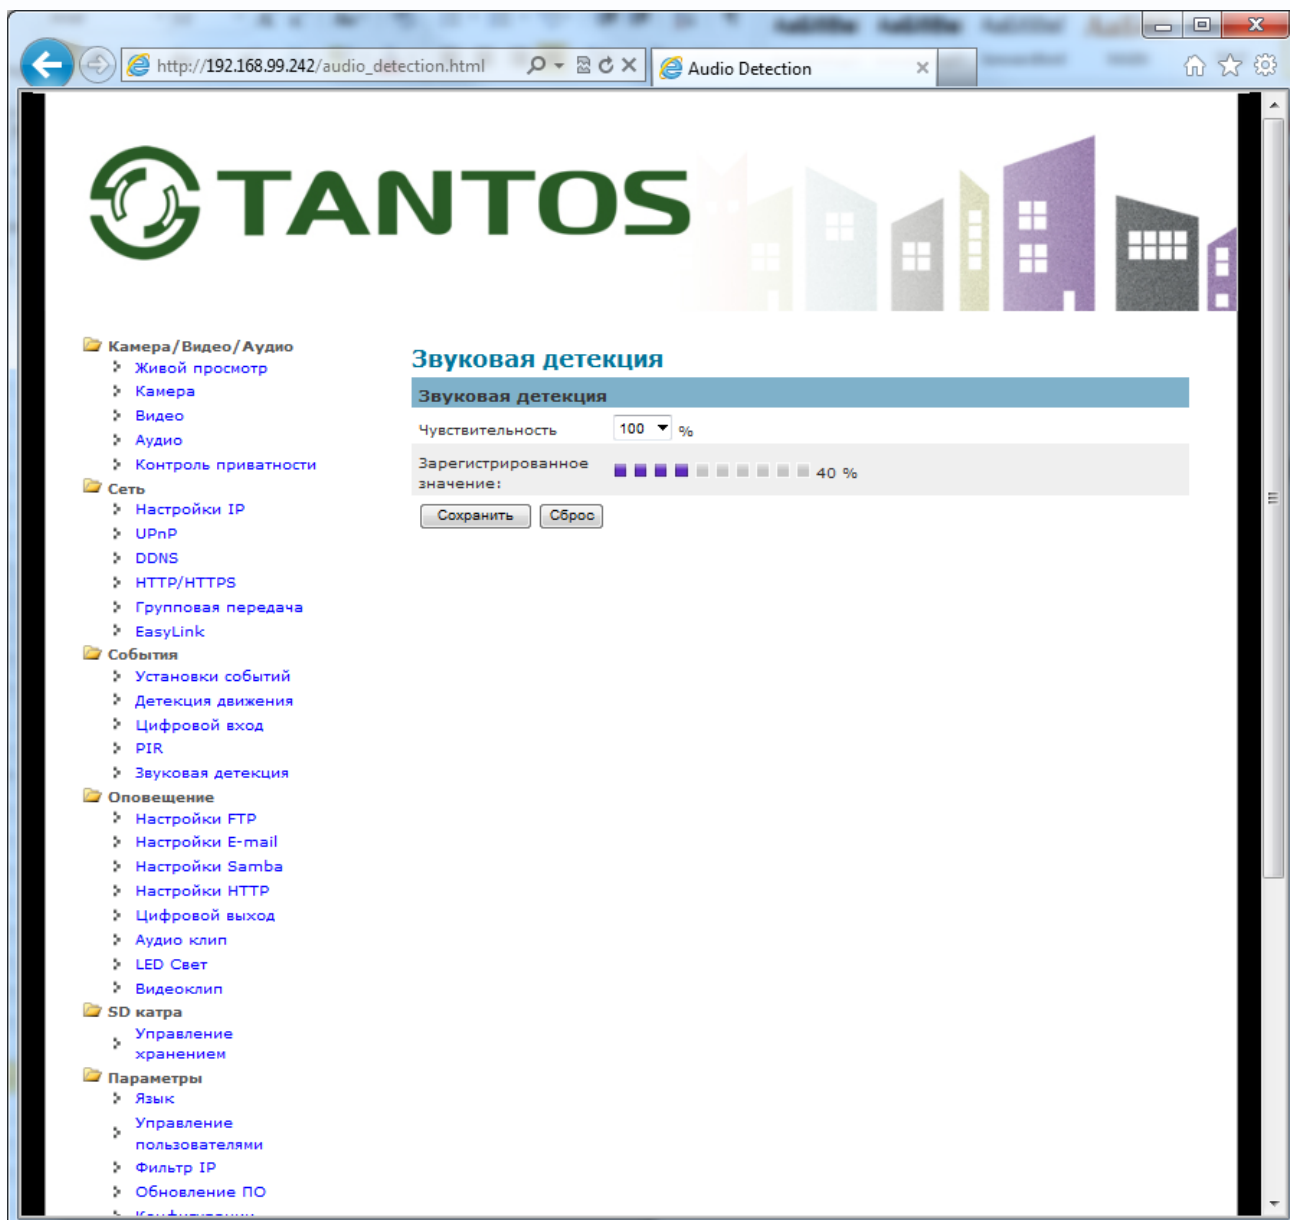 http://192.168.99.242/audio_detection.html
Audio Detection
TANTOS
Камера/Видео/Аудио
Живой просмотр
Камера
Видео
Аудио
Контроль приватности
Сеть
Настройки IP
UPnP
DDNS
HTTP/HTTPS
Групповая передача
EasyLink
События
Установки событий
Детекция движения
Цифровой вход
PIR
Звуковая детекция
Оповещение
Настройки FTP
Настройки E-mail
Настройки Samba
Настройки HTTP
Цифровой выход
Аудио клип
LED Свет
Видеоклип
SD катра
Управление
хранением
Параметры
Язык
Управление
пользователями
Фильтр IP
Обновление ПО
Звуковая детекция
Звуковая детекция
Чувствительность 100 %
Зарегистрированное
значение: 40 %
Сохранить Сброс